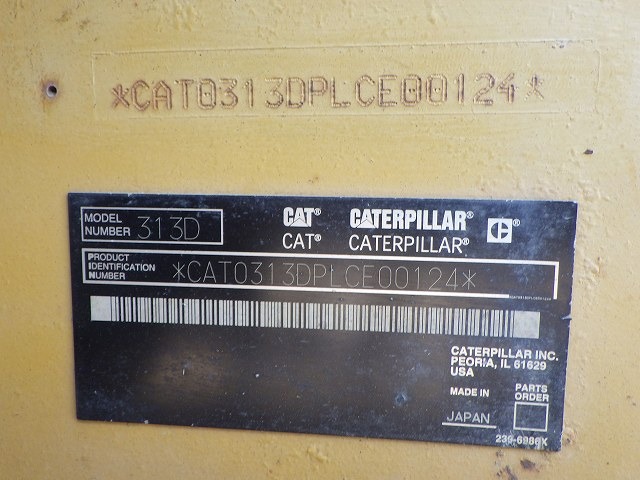 *CAT0313DPLCE00124*
MODEL NUMBER 313D
CAT® CATERPILLAR®
CAT® CATERPILLAR®
PRODUCT IDENTIFICATION NUMBER *CAT0313DPLCE00124*
CATERPILLAR INC.
PEORIA, IL 61629
USA
MADE IN
JAPAN
PARTS ORDER